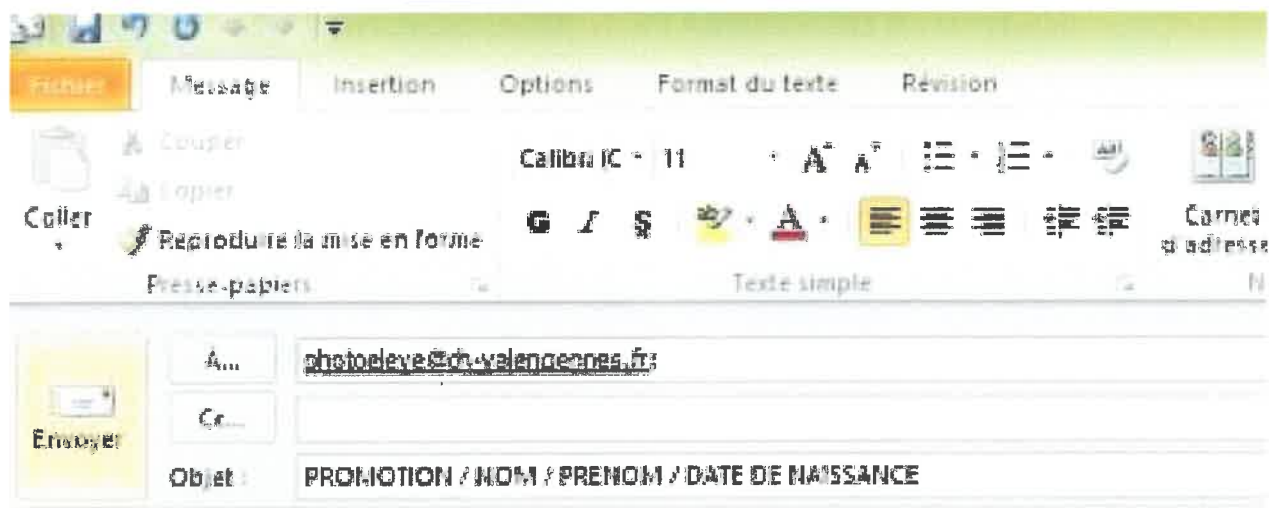 Fichier Message Insertion Options Format du texte Révision
Couper
Copier
Coller
Reproduire la mise en forme
Presse-papiers
Calibri (C 11 A A
G I S A
Texte simple
Carnet
d'adresse
N
À... photoeleve@ch-valenciennes.fr;
Cc...
Envoyer
Objet : PROMOTION / NOM / PRENOM / DATE DE NAISSANCE